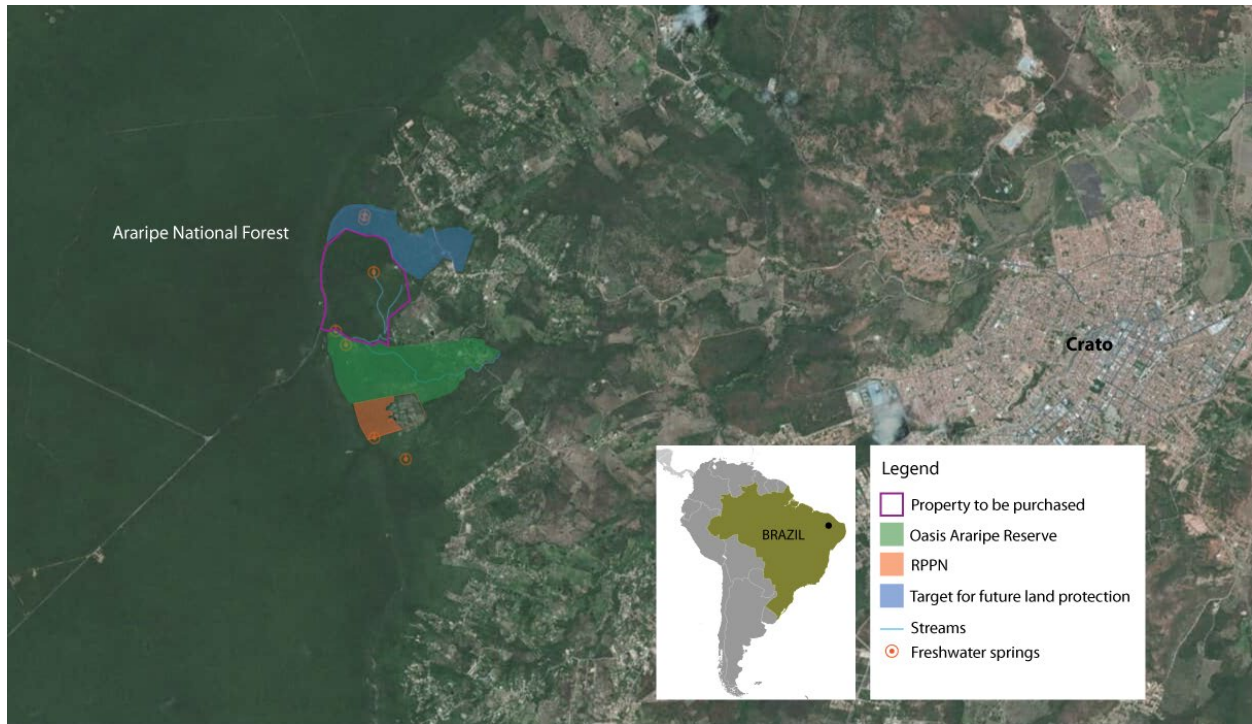 Araripe National Forest
Crato
BRAZIL
Legend
Property to be purchased
Oasis Araripe Reserve
RPPN
Target for future land protection
Streams
Freshwater springs